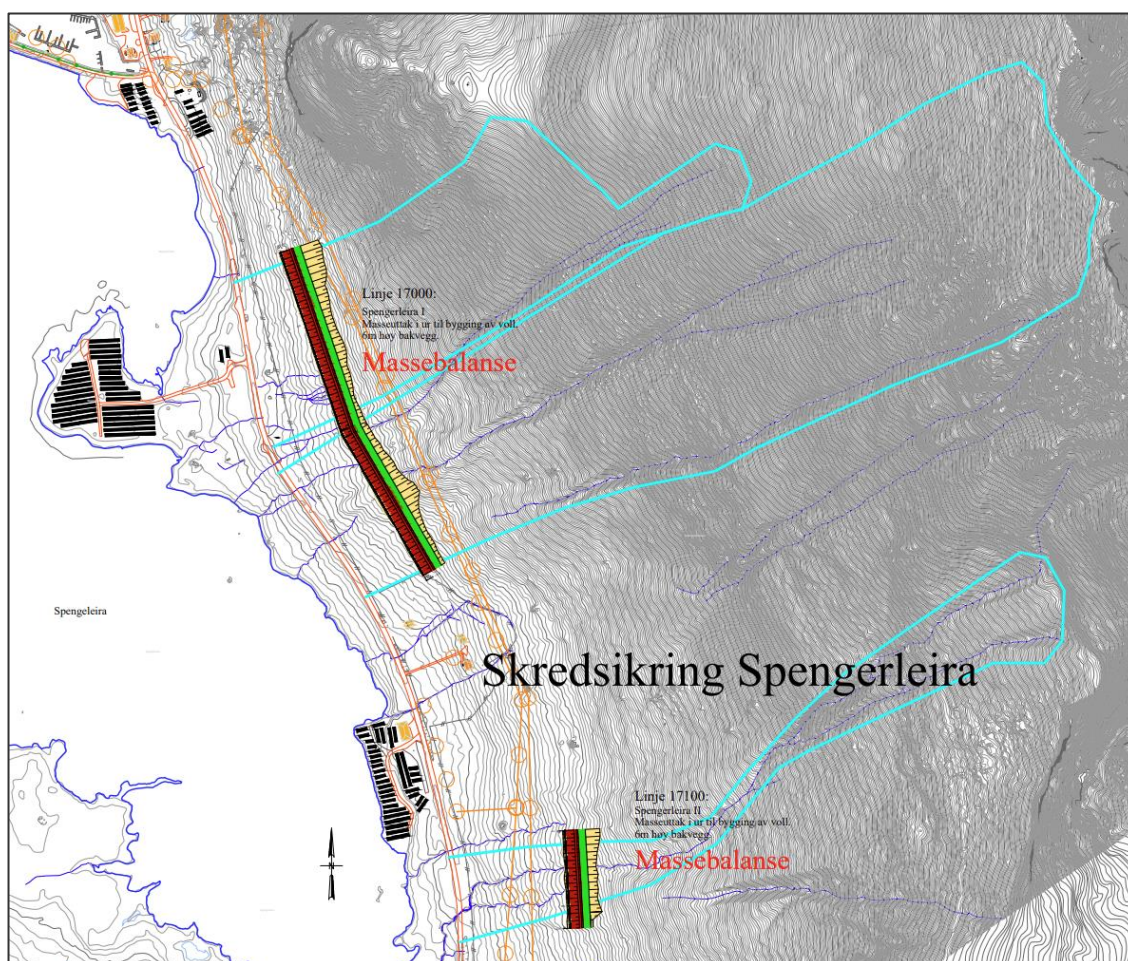 Linje 17000:
Spengerleira I
Masseuttak i ur til bygging av voll.
6m høy bakvegg.
Massebalanse
Spengeleira
Skredsikring Spengerleira
Linje 17100:
Spengerleira II
Masseuttak i ur til bygging av voll.
6m høy bakvegg.
Massebalanse
N